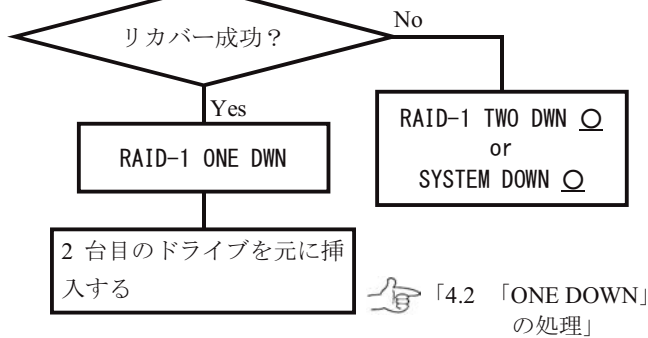 リカバー成功？
No
Yes
RAID-1 TWO DWN ○
or
SYSTEM DOWN ○
RAID-1 ONE DWN
2 台目のドライブを元に挿
入する
「4.2 「ONE DOWN」
の処理」